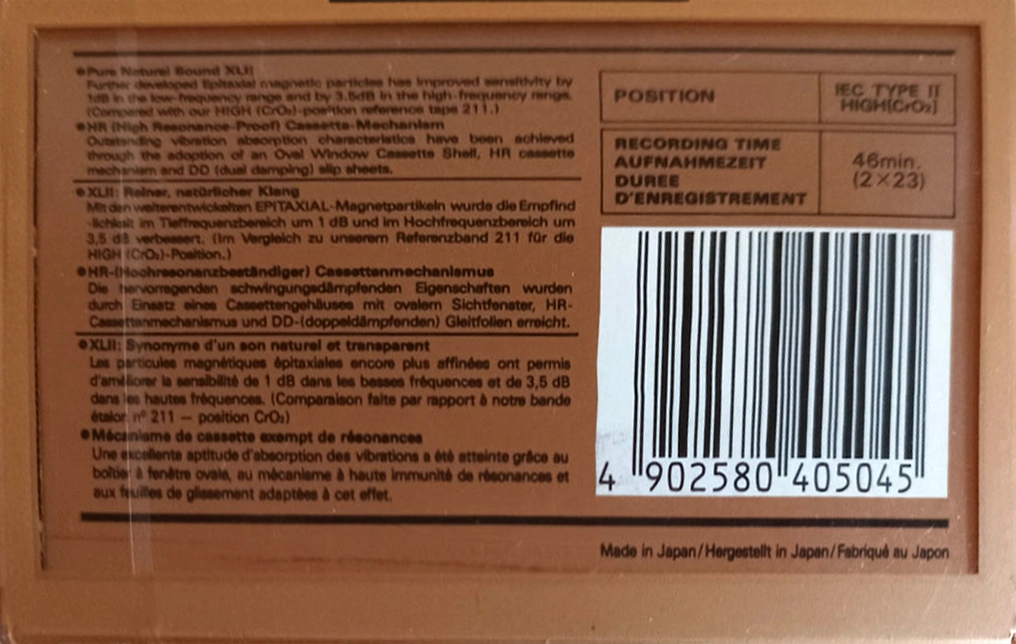 ●Pure Natural Sound XLII
Further developed Epitaxial magnetic particles has improved sensitivity by
1dB in the low-frequency range and by 3.5dB in the high-frequency range.
(Compared with our HIGH (CrO₂)-position reference tape 211.)
●HR (High Resonance-Proof) Cassette Mechanism
Outstanding vibration absorption characteristics have been achieved
through the adoption of an Oval Window Cassette Shell, HR cassette
mechanism and DD (dual damping) slip sheets.
●XLII: Reiner, natürlicher Klang
Mit den weiterentwickelten EPITAXIAL-Magnetpartikeln wurde die Empfind
-lichkeit im Tieffrequenzbereich um 1 dB und im Hochfrequenzbereich um
3,5 dB verbessert. (Im Vergleich zu unserem Referenzband 211 für die
HIGH (CrO₂)-Position.)
●HR-(Hochresonanzbeständiger) Cassettenmechanismus
Die hervorragenden schwingungsdämpfenden Eigenschaften wurden
durch Einsatz eines Cassettengehäuses mit ovalem Sichtfenster, HR-
Cassettenmechanismus und DD-(doppeldämpfenden) Gleitfolien erreicht.
●XLII: Synonyme d'un son naturel et transparent
Les particules magnétiques épitaxiales encore plus affinées ont permis
d'améliorer la sensibilité de 1 dB dans les basses fréquences et de 3,5 dB
dans les hautes fréquences. (Comparaison faite par rapport à notre bande
étalon n° 211 — position CrO₂)
●Mécanisme de cassette exempt de résonances
Une excellente aptitude d'absorption des vibrations a été atteinte grâce au
boîtier à fenêtre ovale, au mécanisme à haute immunité de résonances et
aux feuilles de glissement adaptées à cet effet.
POSITION
IEC TYPE II
HIGH(CrO₂)
RECORDING TIME
AUFNAHMEZEIT
DUREE
D'ENREGISTREMENT
46min.
(2×23)
4 902580 405045
Made in Japan/Hergestellt in Japan/Fabriqué au Japon